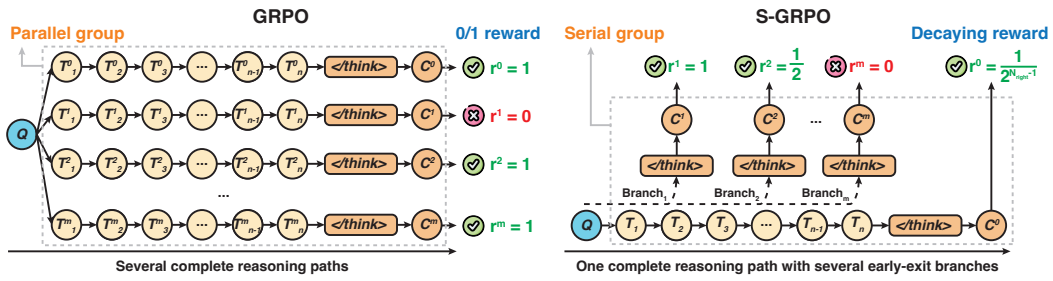 GRPO
Parallel group
0/1 reward
T⁰₁ T⁰₂ T⁰₃ ... T⁰ₙ₋₁ T⁰ₙ </think> C⁰ r⁰ = 1
T¹₁ T¹₂ T¹₃ ... T¹ₙ₋₁ T¹ₙ </think> C¹ r¹ = 0
Q
T²₁ T²₂ T²₃ ... T²ₙ₋₁ T²ₙ </think> C² r² = 1
...
Tᵐ₁ Tᵐ₂ Tᵐ₃ ... Tᵐₙ₋₁ Tᵐₙ </think> Cᵐ rᵐ = 1
Several complete reasoning paths
S-GRPO
Serial group
Decaying reward
r¹ = 1 r² = 1/2 rᵐ = 0 r⁰ = 1/2^(N_right-1)
C¹ C² ... Cᵐ
</think> </think> </think>
Branch₁ Branch₂ Branchₘ
Q T₁ T₂ T₃ ... Tₙ₋₁ Tₙ </think> C⁰
One complete reasoning path with several early-exit branches